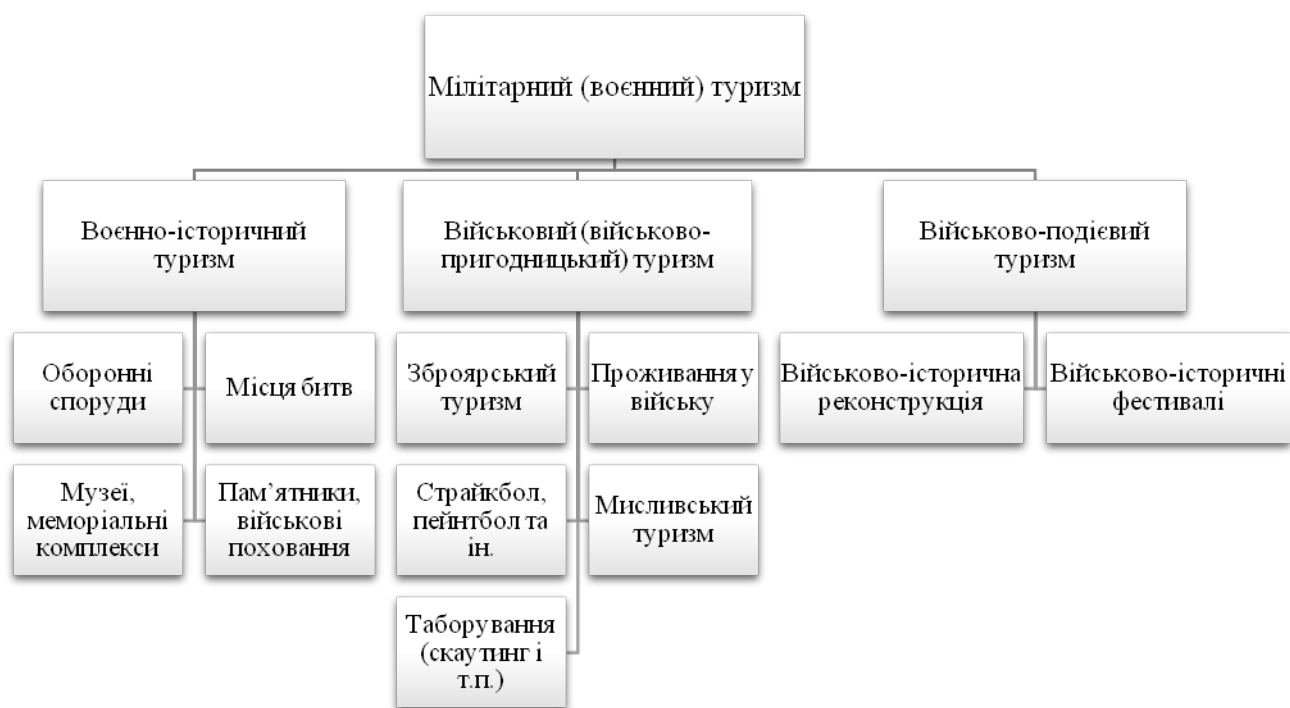 Мілітарний (воєнний) туризм
Воєнно-історичний
туризм
Військовий (військово-
пригодницький) туризм
Військово-подієвий
туризм
Оборонні
споруди
Місця битв
Зброярський
туризм
Проживання у
війську
Військово-історична
реконструкція
Військово-історичні
фестивалі
Музеї,
меморіальні
комплекси
Пам’ятники,
військові
поховання
Страйкбол,
пейнтбол та
ін.
Мисливський
туризм
Таборування
(скаутинг і
т.п.)